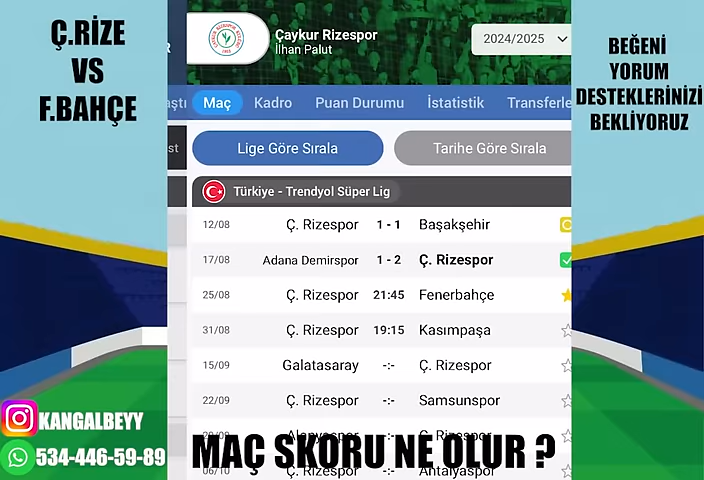 Ç.RİZE
VS
F.BAHÇE
Çaykur Rizespor
İlhan Palut
2024/2025
BEĞENİ
YORUM
DESTEKLERİNİZİ
BEKLİYORUZ
Maç Kadro Puan Durumu İstatistik Transferle
Lige Göre Sırala Tarihe Göre Sırala
Türkiye - Trendyol Süper Lig
12/08 Ç. Rizespor 1 - 1 Başakşehir
17/08 Adana Demirspor 1 - 2 Ç. Rizespor
25/08 Ç. Rizespor 21:45 Fenerbahçe
31/08 Ç. Rizespor 19:15 Kasımpaşa
15/09 Galatasaray -:- Ç. Rizespor
22/09 Ç. Rizespor -:- Samsunspor
Ç. Rizespor
MAÇ SKORU NE OLUR ?
06/10 Ç. Rizespor -:- Antalyaspor
KANGALBEYY
534-446-59-89